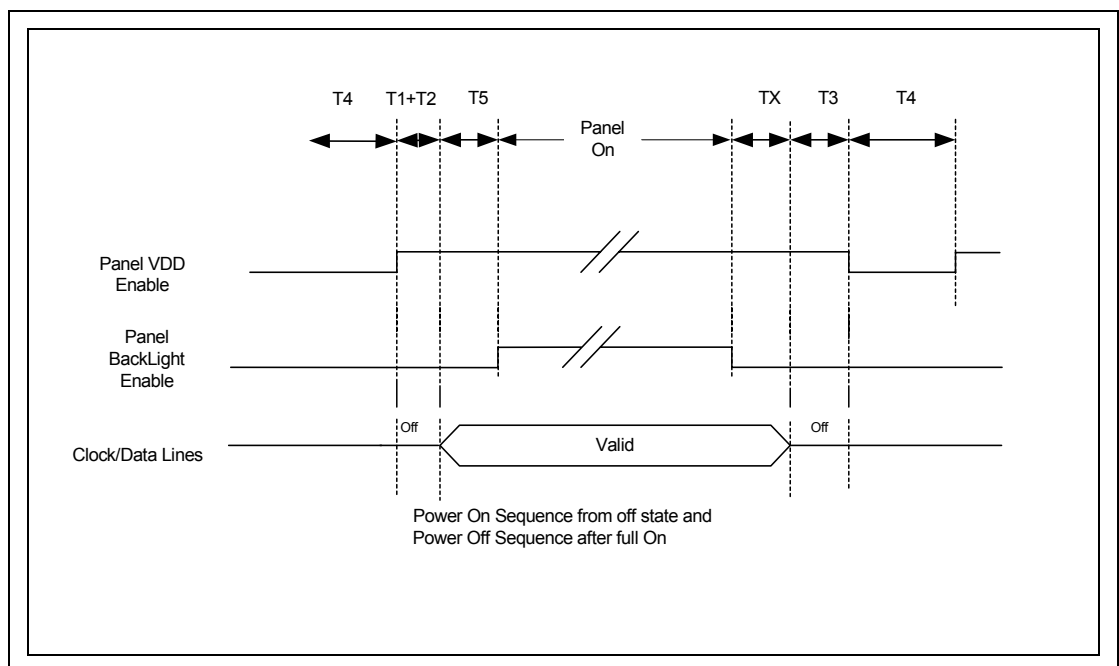 T4 T1+T2 T5 TX T3 T4
Panel
On
Panel VDD
Enable
Panel
BackLight
Enable
Off Off
Clock/Data Lines Valid
Power On Sequence from off state and
Power Off Sequence after full On